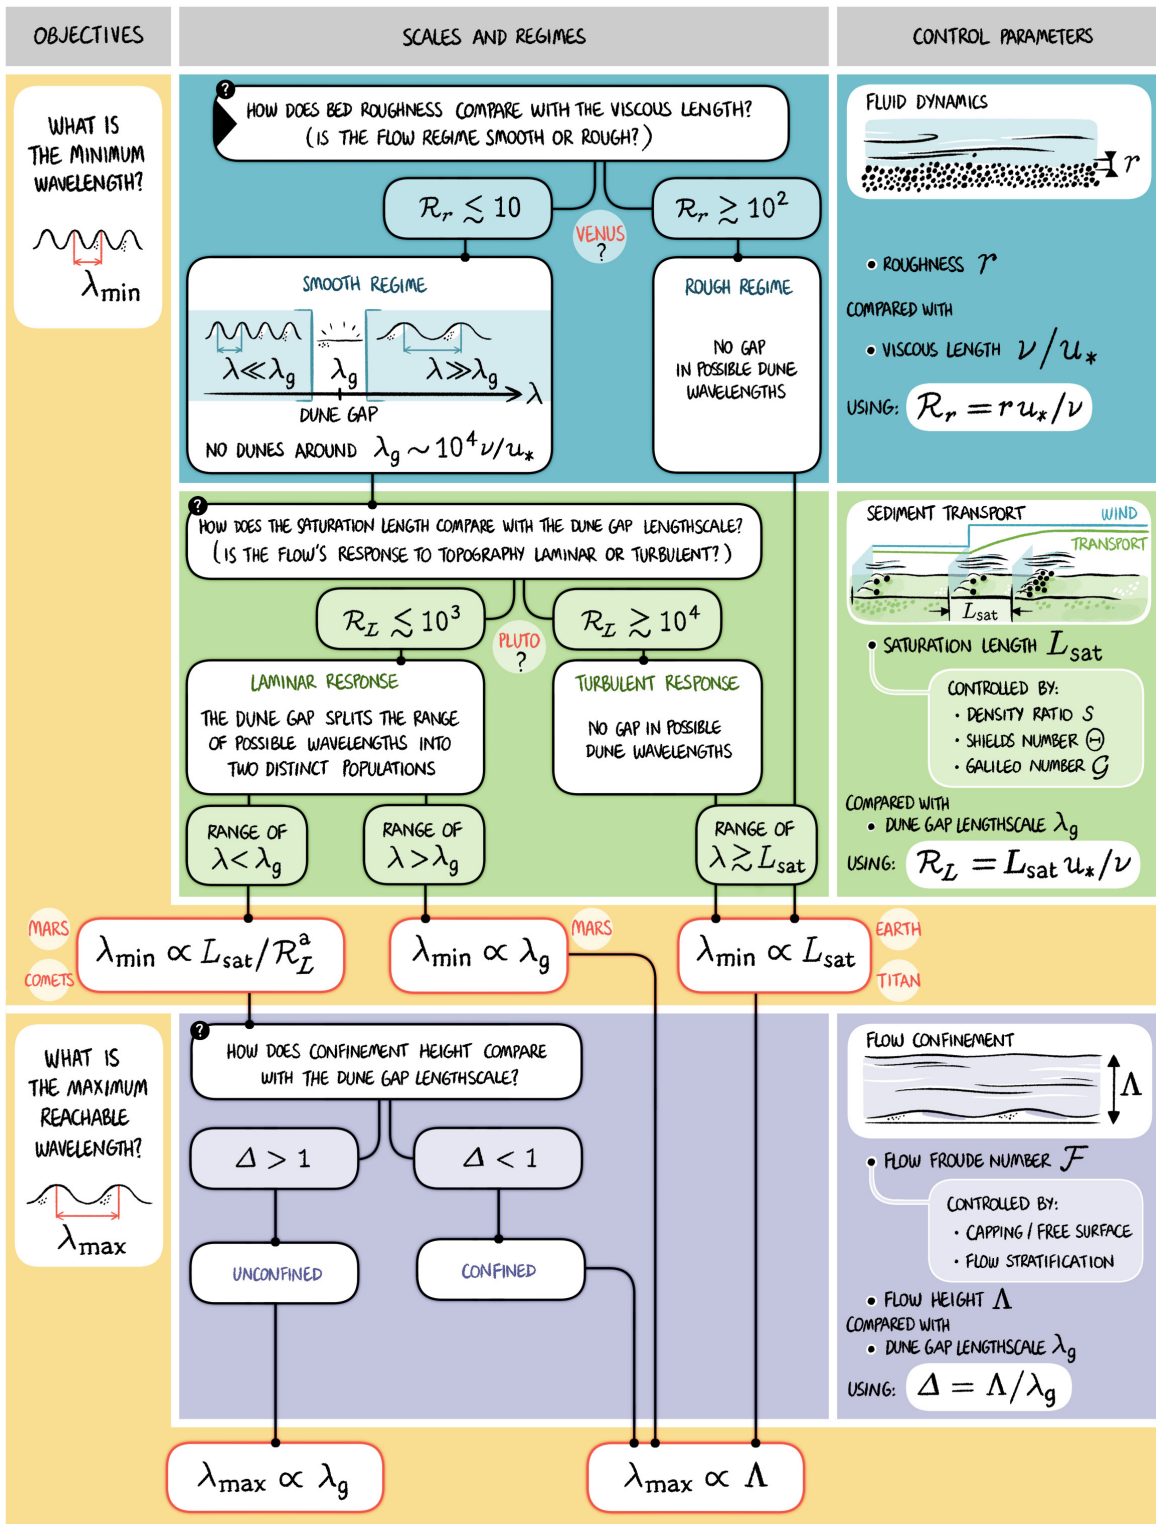 OBJECTIVES
SCALES AND REGIMES
CONTROL PARAMETERS
WHAT IS
THE MINIMUM
WAVELENGTH?
λmin
?
HOW DOES BED ROUGHNESS COMPARE WITH THE VISCOUS LENGTH?
(IS THE FLOW REGIME SMOOTH OR ROUGH?)
ℛr ≲ 10
ℛr ≳ 10²
VENUS
?
SMOOTH REGIME
λ≪λg
λg
λ≫λg
λ
DUNE GAP
NO DUNES AROUND λg ~ 10⁴ ν/u*
ROUGH REGIME
NO GAP
IN POSSIBLE DUNE
WAVELENGTHS
FLUID DYNAMICS
r
• ROUGHNESS r
COMPARED WITH
• VISCOUS LENGTH ν/u*
USING: ℛr = r u*/ν
?
HOW DOES THE SATURATION LENGTH COMPARE WITH THE DUNE GAP LENGTHSCALE?
(IS THE FLOW'S RESPONSE TO TOPOGRAPHY LAMINAR OR TURBULENT?)
ℛL ≲ 10³
ℛL ≳ 10⁴
PLUTO
?
LAMINAR RESPONSE
THE DUNE GAP SPLITS THE RANGE
OF POSSIBLE WAVELENGTHS INTO
TWO DISTINCT POPULATIONS
TURBULENT RESPONSE
NO GAP IN POSSIBLE
DUNE WAVELENGTHS
RANGE OF
λ< λg
RANGE OF
λ > λg
RANGE OF
λ ≳ Lsat
SEDIMENT TRANSPORT
WIND
TRANSPORT
Lsat
• SATURATION LENGTH Lsat
CONTROLLED BY:
• DENSITY RATIO S
• SHIELDS NUMBER Θ
• GALILEO NUMBER 𝒢
COMPARED WITH
• DUNE GAP LENGTHSCALE λg
USING: ℛL = Lsat u*/ν
MARS
COMETS
λmin ∝ Lsat/ℛL^a
λmin ∝ λg
MARS
λmin ∝ Lsat
EARTH
TITAN
WHAT IS
THE MAXIMUM
REACHABLE
WAVELENGTH?
λmax
?
HOW DOES CONFINEMENT HEIGHT COMPARE
WITH THE DUNE GAP LENGTHSCALE?
Δ > 1
Δ < 1
UNCONFINED
CONFINED
FLOW CONFINEMENT
Λ
• FLOW FROUDE NUMBER ℱ
CONTROLLED BY:
• CAPPING / FREE SURFACE
• FLOW STRATIFICATION
• FLOW HEIGHT Λ
COMPARED WITH
• DUNE GAP LENGTHSCALE λg
USING: Δ = Λ/λg
λmax ∝ λg
λmax ∝ Λ